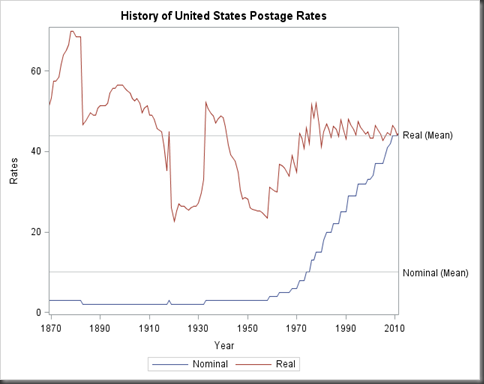 History of United States Postage Rates
60
40
20
0
Rates
Real (Mean)
Nominal (Mean)
1870 1890 1910 1930 1950 1970 1990 2010
Year
Nominal Real